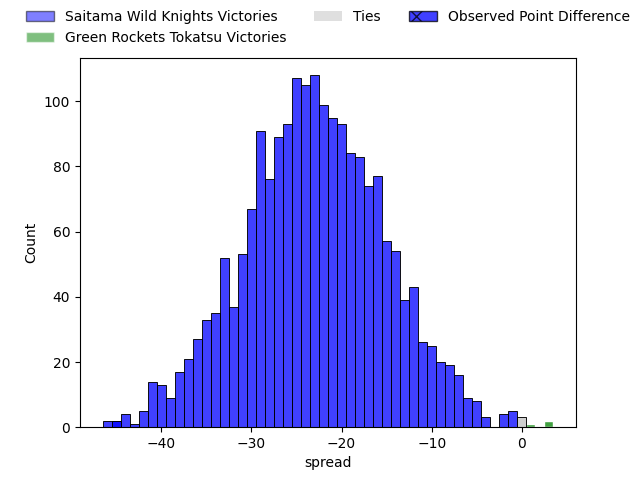 Saitama Wild Knights Victories
Ties
Observed Point Difference
Green Rockets Tokatsu Victories
100
80
60
40
20
0
Count
−40
−30
−20
−10
0
spread